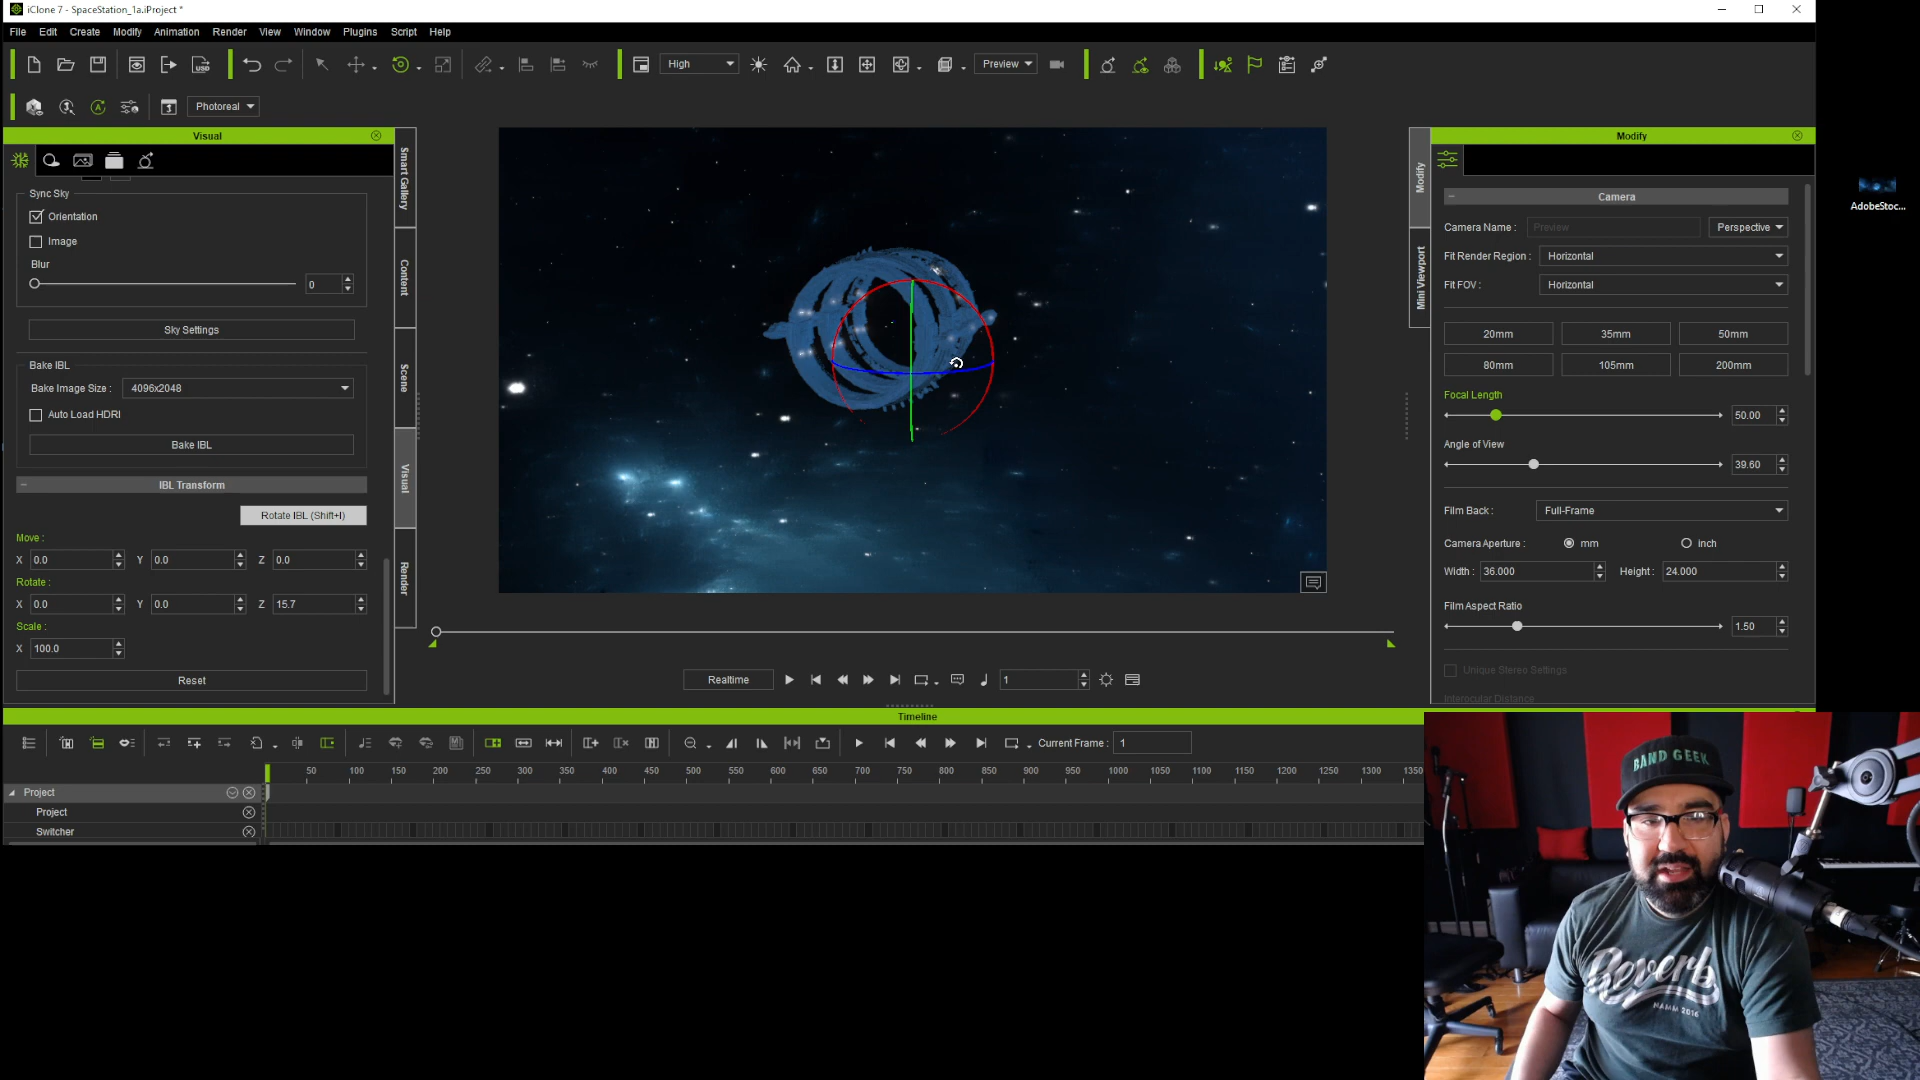 iClone 7 - SpaceStation_1a.iProject *
File Edit Create Modify Animation Render View Window Plugins Script Help
USD High Preview
Photoreal
Visual
Sync Sky
Orientation
Image
Blur
0
Sky Settings
Bake IBL
Bake Image Size : 4096x2048
Auto Load HDRI
Bake IBL
IBL Transform
Rotate IBL (Shift+I)
Move :
X 0.0 Y 0.0 Z 0.0
Rotate :
X 0.0 Y 0.0 Z 15.7
Scale :
X 100.0
Reset
Smart Gallery
Content
Scene
Visual
Render
Modify
Mini Viewport
Modify
Camera
Camera Name : Preview Perspective
Fit Render Region : Horizontal
Fit FOV : Horizontal
20mm 35mm 50mm
80mm 105mm 200mm
Focal Length
50.00
Angle of View
39.60
Film Back : Full-Frame
Camera Aperture : mm inch
Width : 36.000 Height : 24.000
Film Aspect Ratio
1.50
Unique Stereo Settings
Interocular Distance
AdobeStoc...
Realtime 1
Timeline
Current Frame : 1
50 100 150 200 250 300 350 400 450 500 550 600 650 700 750 800 850 900 950 1000 1050 1100 1150 1200 1250 1300 1350
Project
Project
Switcher
BAND GEEK
Reverb
NAMM 2016